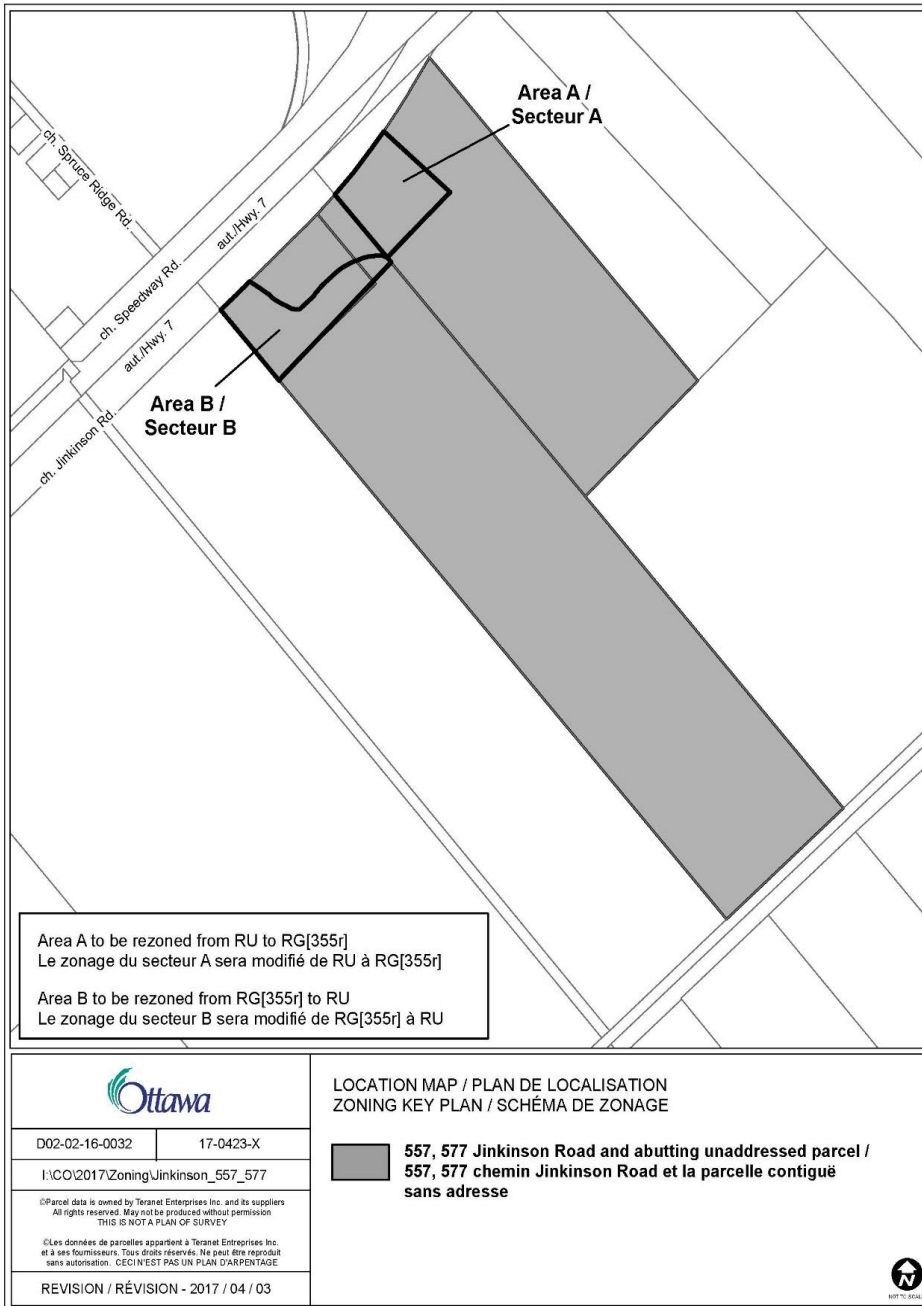 Area A /
Secteur A
ch. Spruce Ridge Rd.
aut./Hwy. 7
ch. Speedway Rd.
aut./Hwy. 7
ch. Jinkinson Rd.
Area B /
Secteur B
Area A to be rezoned from RU to RG[355r]
Le zonage du secteur A sera modifié de RU à RG[355r]
Area B to be rezoned from RG[355r] to RU
Le zonage du secteur B sera modifié de RG[355r] à RU
Ottawa
D02-02-16-0032
17-0423-X
I:\CO\2017\Zoning\Jinkinson_557_577
©Parcel data is owned by Teranet Enterprises Inc. and its suppliers
All rights reserved. May not be produced without permission
THIS IS NOT A PLAN OF SURVEY
©Les données de parcelles appartient à Teranet Entreprises Inc.
et à ses fournisseurs. Tous droits réservés. Ne peut être reproduit
sans autorisation. CECI N'EST PAS UN PLAN D'ARPENTAGE
REVISION / RÉVISION - 2017 / 04 / 03
LOCATION MAP / PLAN DE LOCALISATION
ZONING KEY PLAN / SCHÉMA DE ZONAGE
557, 577 Jinkinson Road and abutting unaddressed parcel /
557, 577 chemin Jinkinson Road et la parcelle contiguë
sans adresse
N
NOT TO SCALE